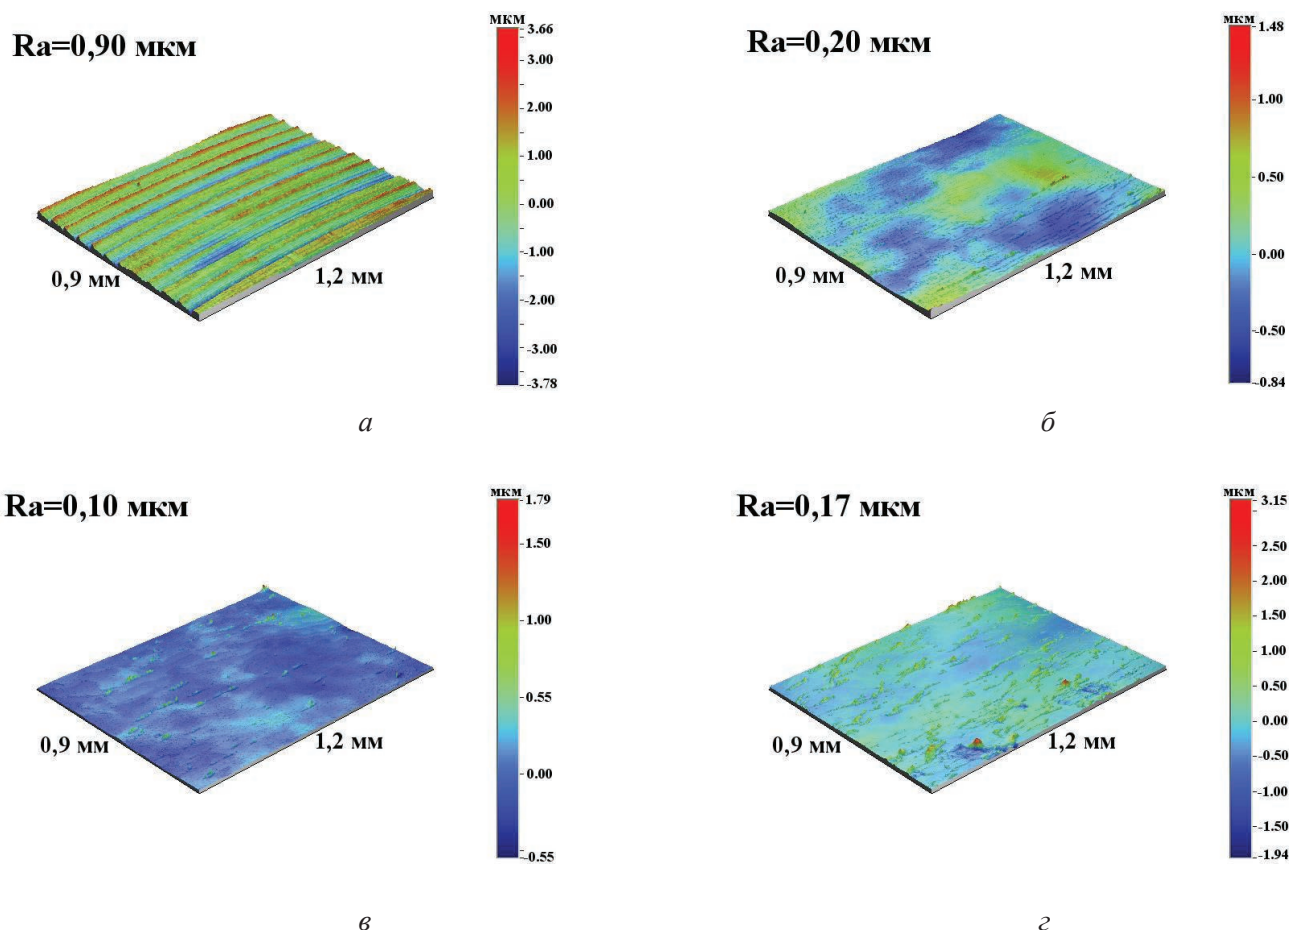 мкм
3.66
Ra=0,90 мкм
3.00
2.00
1.00
0.00
-1.00
-2.00
-3.00
-3.78
0,9 мм
1,2 мм
а
мкм
1.48
Ra=0,20 мкм
1.00
0.50
0.00
-0.50
-0.84
0,9 мм
1,2 мм
б
мкм
1.79
Ra=0,10 мкм
1.50
1.00
0.55
0.00
-0.55
0,9 мм
1,2 мм
в
мкм
3.15
Ra=0,17 мкм
2.50
2.00
1.50
1.00
0.50
0.00
-0.50
-1.00
-1.50
-1.94
0,9 мм
1,2 мм
г